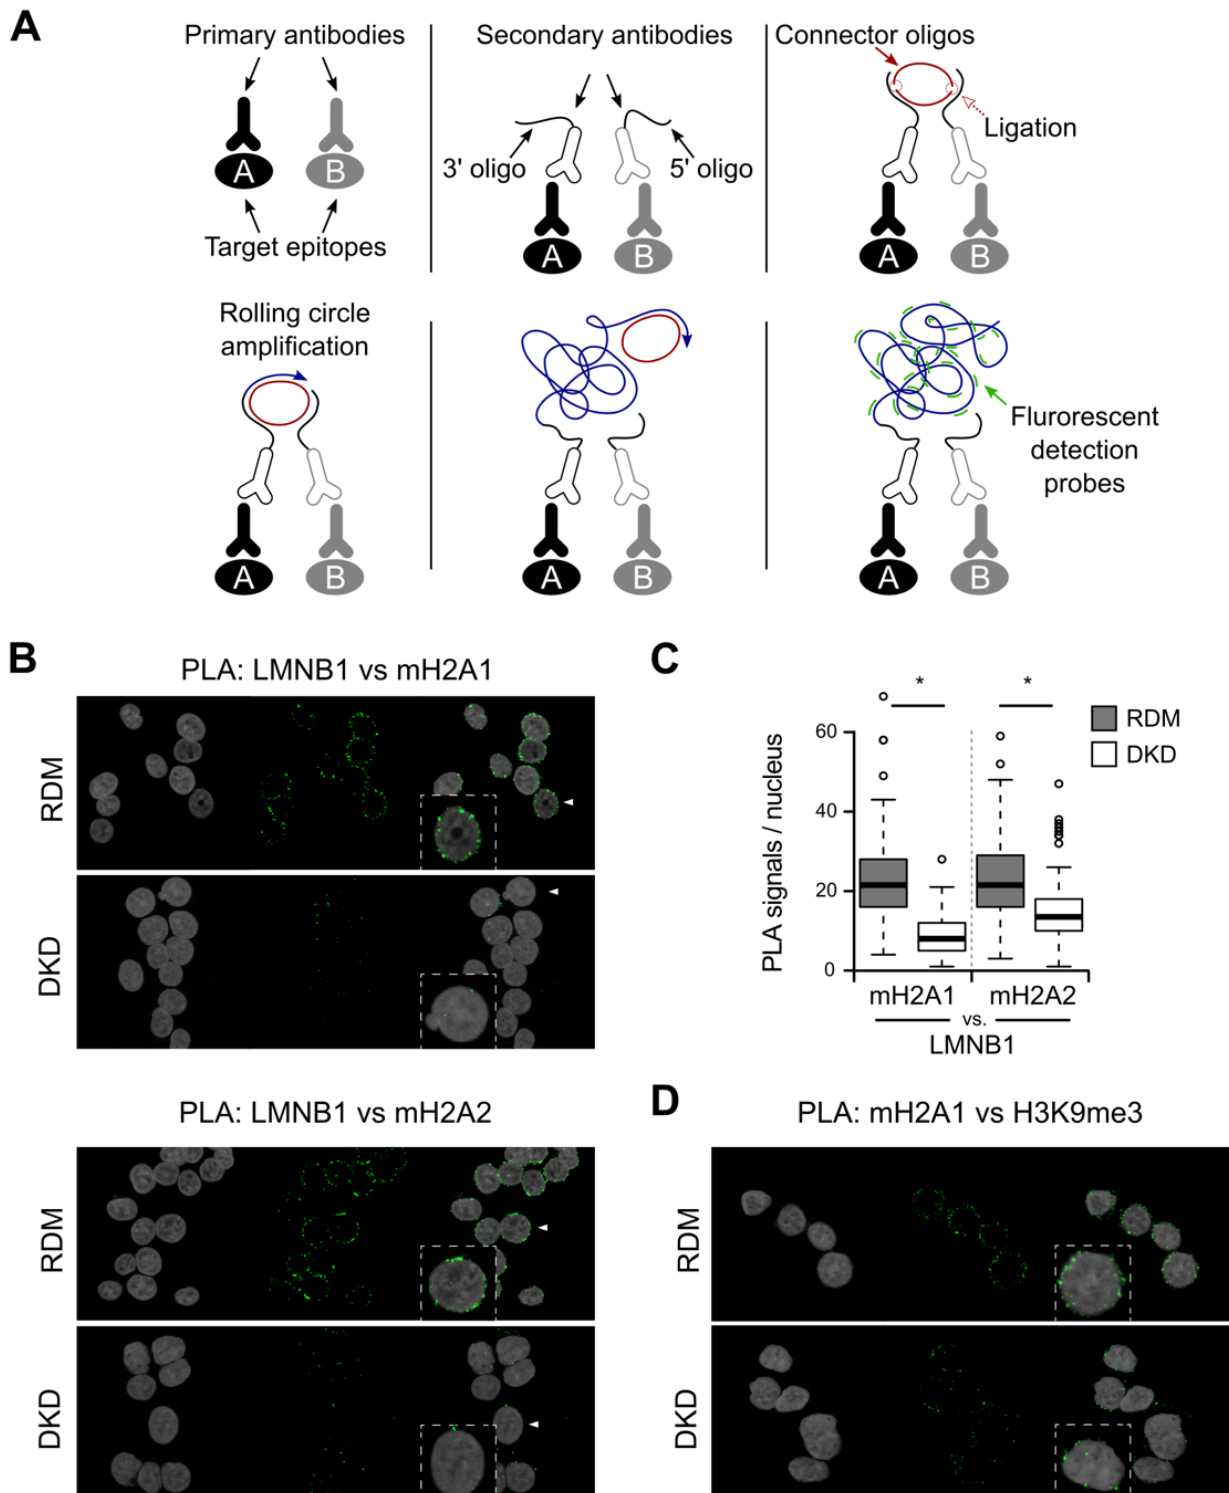 A
Primary antibodies
A B
Target epitopes
Secondary antibodies
3' oligo
5' oligo
A B
Connector oligos
Ligation
A B
Rolling circle
amplification
A B
A B
Flurorescent
detection
probes
A B
B
PLA: LMNB1 vs mH2A1
RDM
DKD
PLA: LMNB1 vs mH2A2
RDM
DKD
C
PLA signals / nucleus
60
40
20
0
* *
RDM
DKD
mH2A1 mH2A2
vs.
LMNB1
D
PLA: mH2A1 vs H3K9me3
RDM
DKD